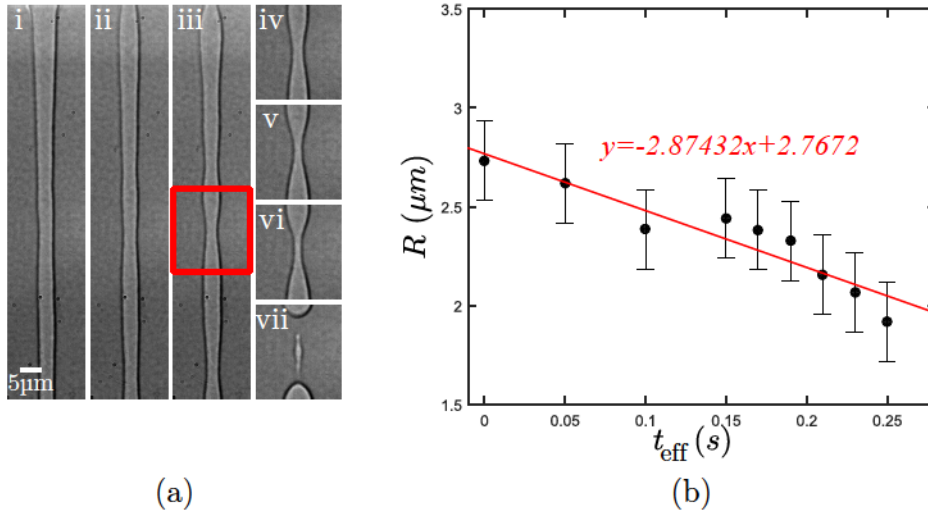 i
ii
iii
iv
v
vi
vii
5μm
(a)
3.5
3
2.5
2
1.5
R (μm)
y=-2.87432x+2.7672
0
0.05
0.1
0.15
0.2
0.25
t_eff (s)
(b)